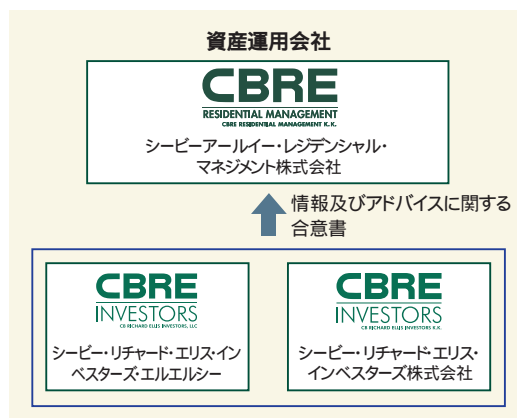 資産運用会社
CBRE
RESIDENTIAL MANAGEMENT
CBRE RESIDENTIAL MANAGEMENT K.K.
シービーアールイー・レジデンシャル・
マネジメント株式会社
情報及びアドバイスに関する
合意書
CBRE
INVESTORS
CB RICHARD ELLIS INVESTORS, LLC
シービー・リチャード・エリス・イン
ベスターズ・エルエルシー
CBRE
INVESTORS
CB RICHARD ELLIS INVESTORS K.K.
シービー・リチャード・エリス・
インベスターズ株式会社